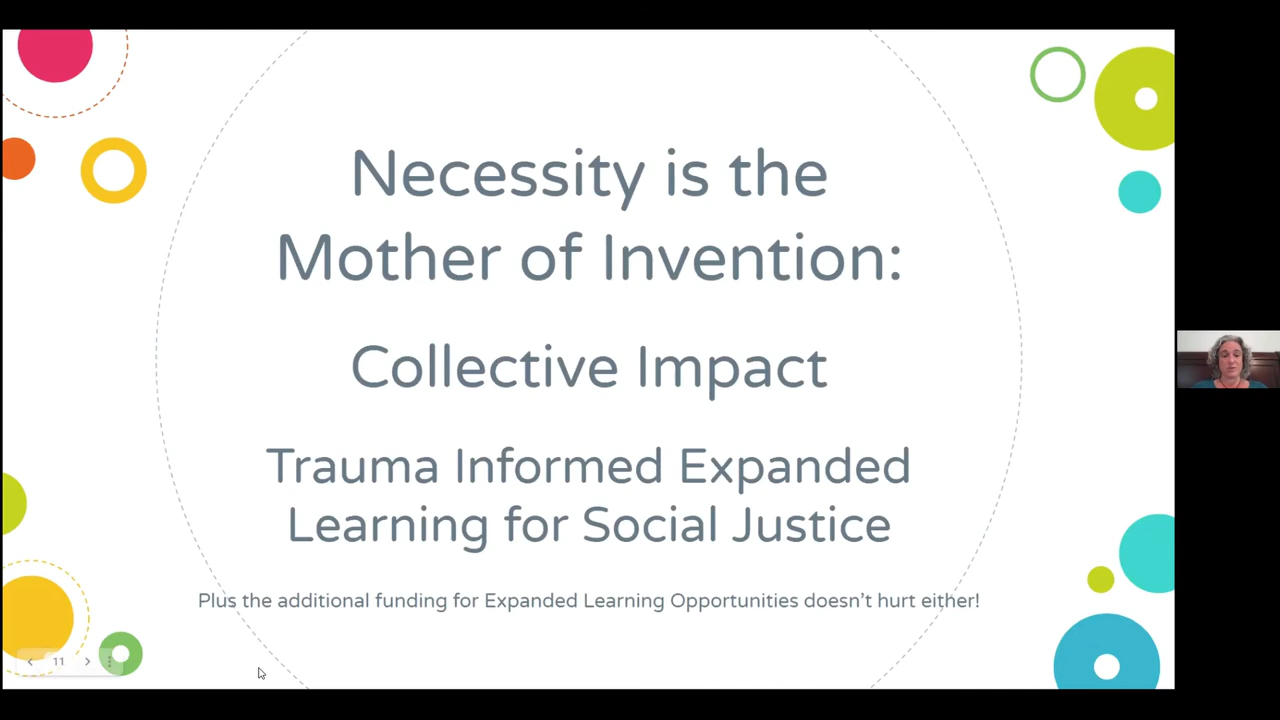 Necessity is the
Mother of Invention:
Collective Impact
Trauma Informed Expanded
Learning for Social Justice
Plus the additional funding for Expanded Learning Opportunities doesn’t hurt either!
11